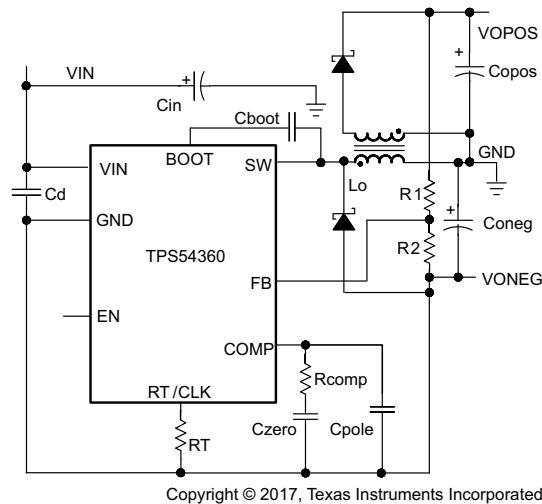 VOPOS
VIN
Copos
+
Cin
+
Cboot
GND
BOOT
SW
VIN
Lo
R1
Cd
GND
+
Coneg
TPS54360
R2
FB
VONEG
EN
COMP
Rcomp
RT/CLK
Czero
Cpole
RT
Copyright © 2017, Texas Instruments Incorporated